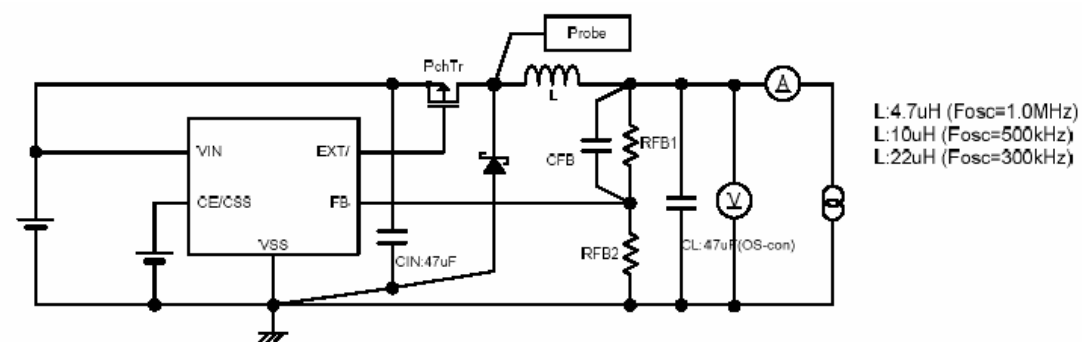 Probe
PchTr
L
A
L:4.7uH (Fosc=1.0MHz)
L:10uH (Fosc=500kHz)
L:22uH (Fosc=300kHz)
VIN
EXT/
CFB
RFB1
CE/CSS
FB
V
VSS
CIN:47uF
RFB2
CL:47uF(OS-con)